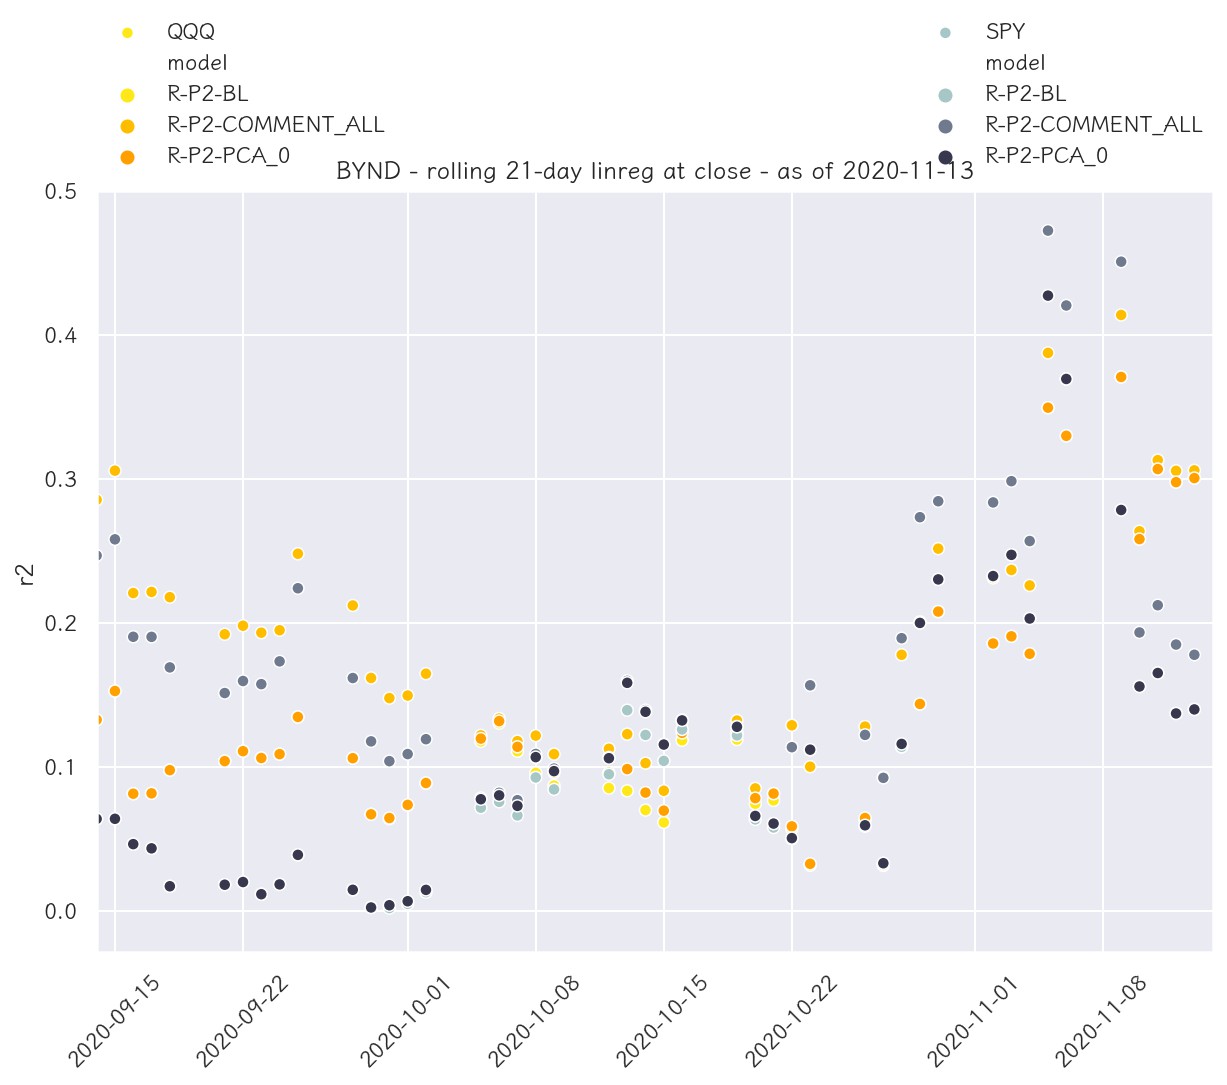 QQQ
model
R-P2-BL
R-P2-COMMENT_ALL
R-P2-PCA_0
SPY
model
R-P2-BL
R-P2-COMMENT_ALL
R-P2-PCA_0
BYND - rolling 21-day linreg at close - as of 2020-11-13
0.5
0.4
0.3
0.2
0.1
0.0
r2
2020-09-15
2020-09-22
2020-10-01
2020-10-08
2020-10-15
2020-10-22
2020-11-01
2020-11-08